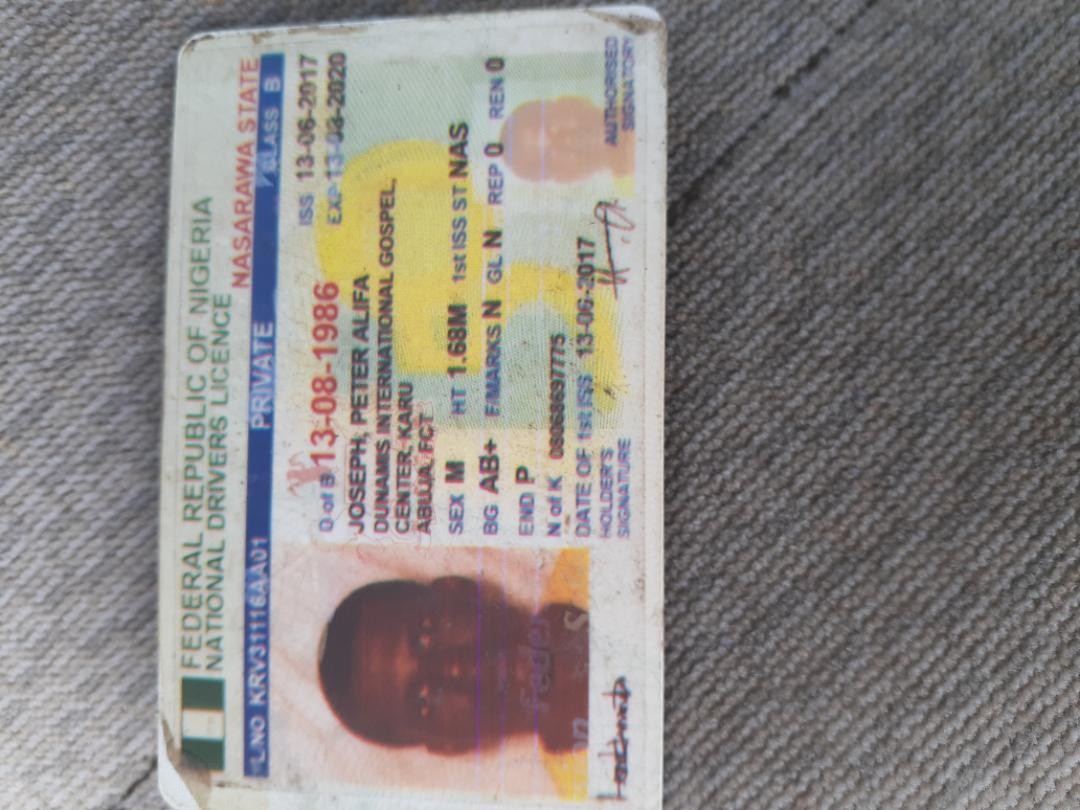 FEDERAL REPUBLIC OF NIGERIA
NATIONAL DRIVERS LICENCE
NASARAWA STATE
L/NO KRV31116AA01 PRIVATE CLASS B
D of B 13-08-1986 ISS 13-06-2017
EXP 13-08-2020
JOSEPH, PETER ALIFA
DUNAMIS INTERNATIONAL GOSPEL,
CENTER, KARU
ABUJA, FCT
SEX M HT 1.68M 1st ISS ST NAS
BG AB+ F/MARKS N GL N REP 0 REN 0
END P
N of K 08068697775
DATE OF 1st ISS 13-06-2017
HOLDER'S
SIGNATURE
AUTHORISED
SIGNATORY